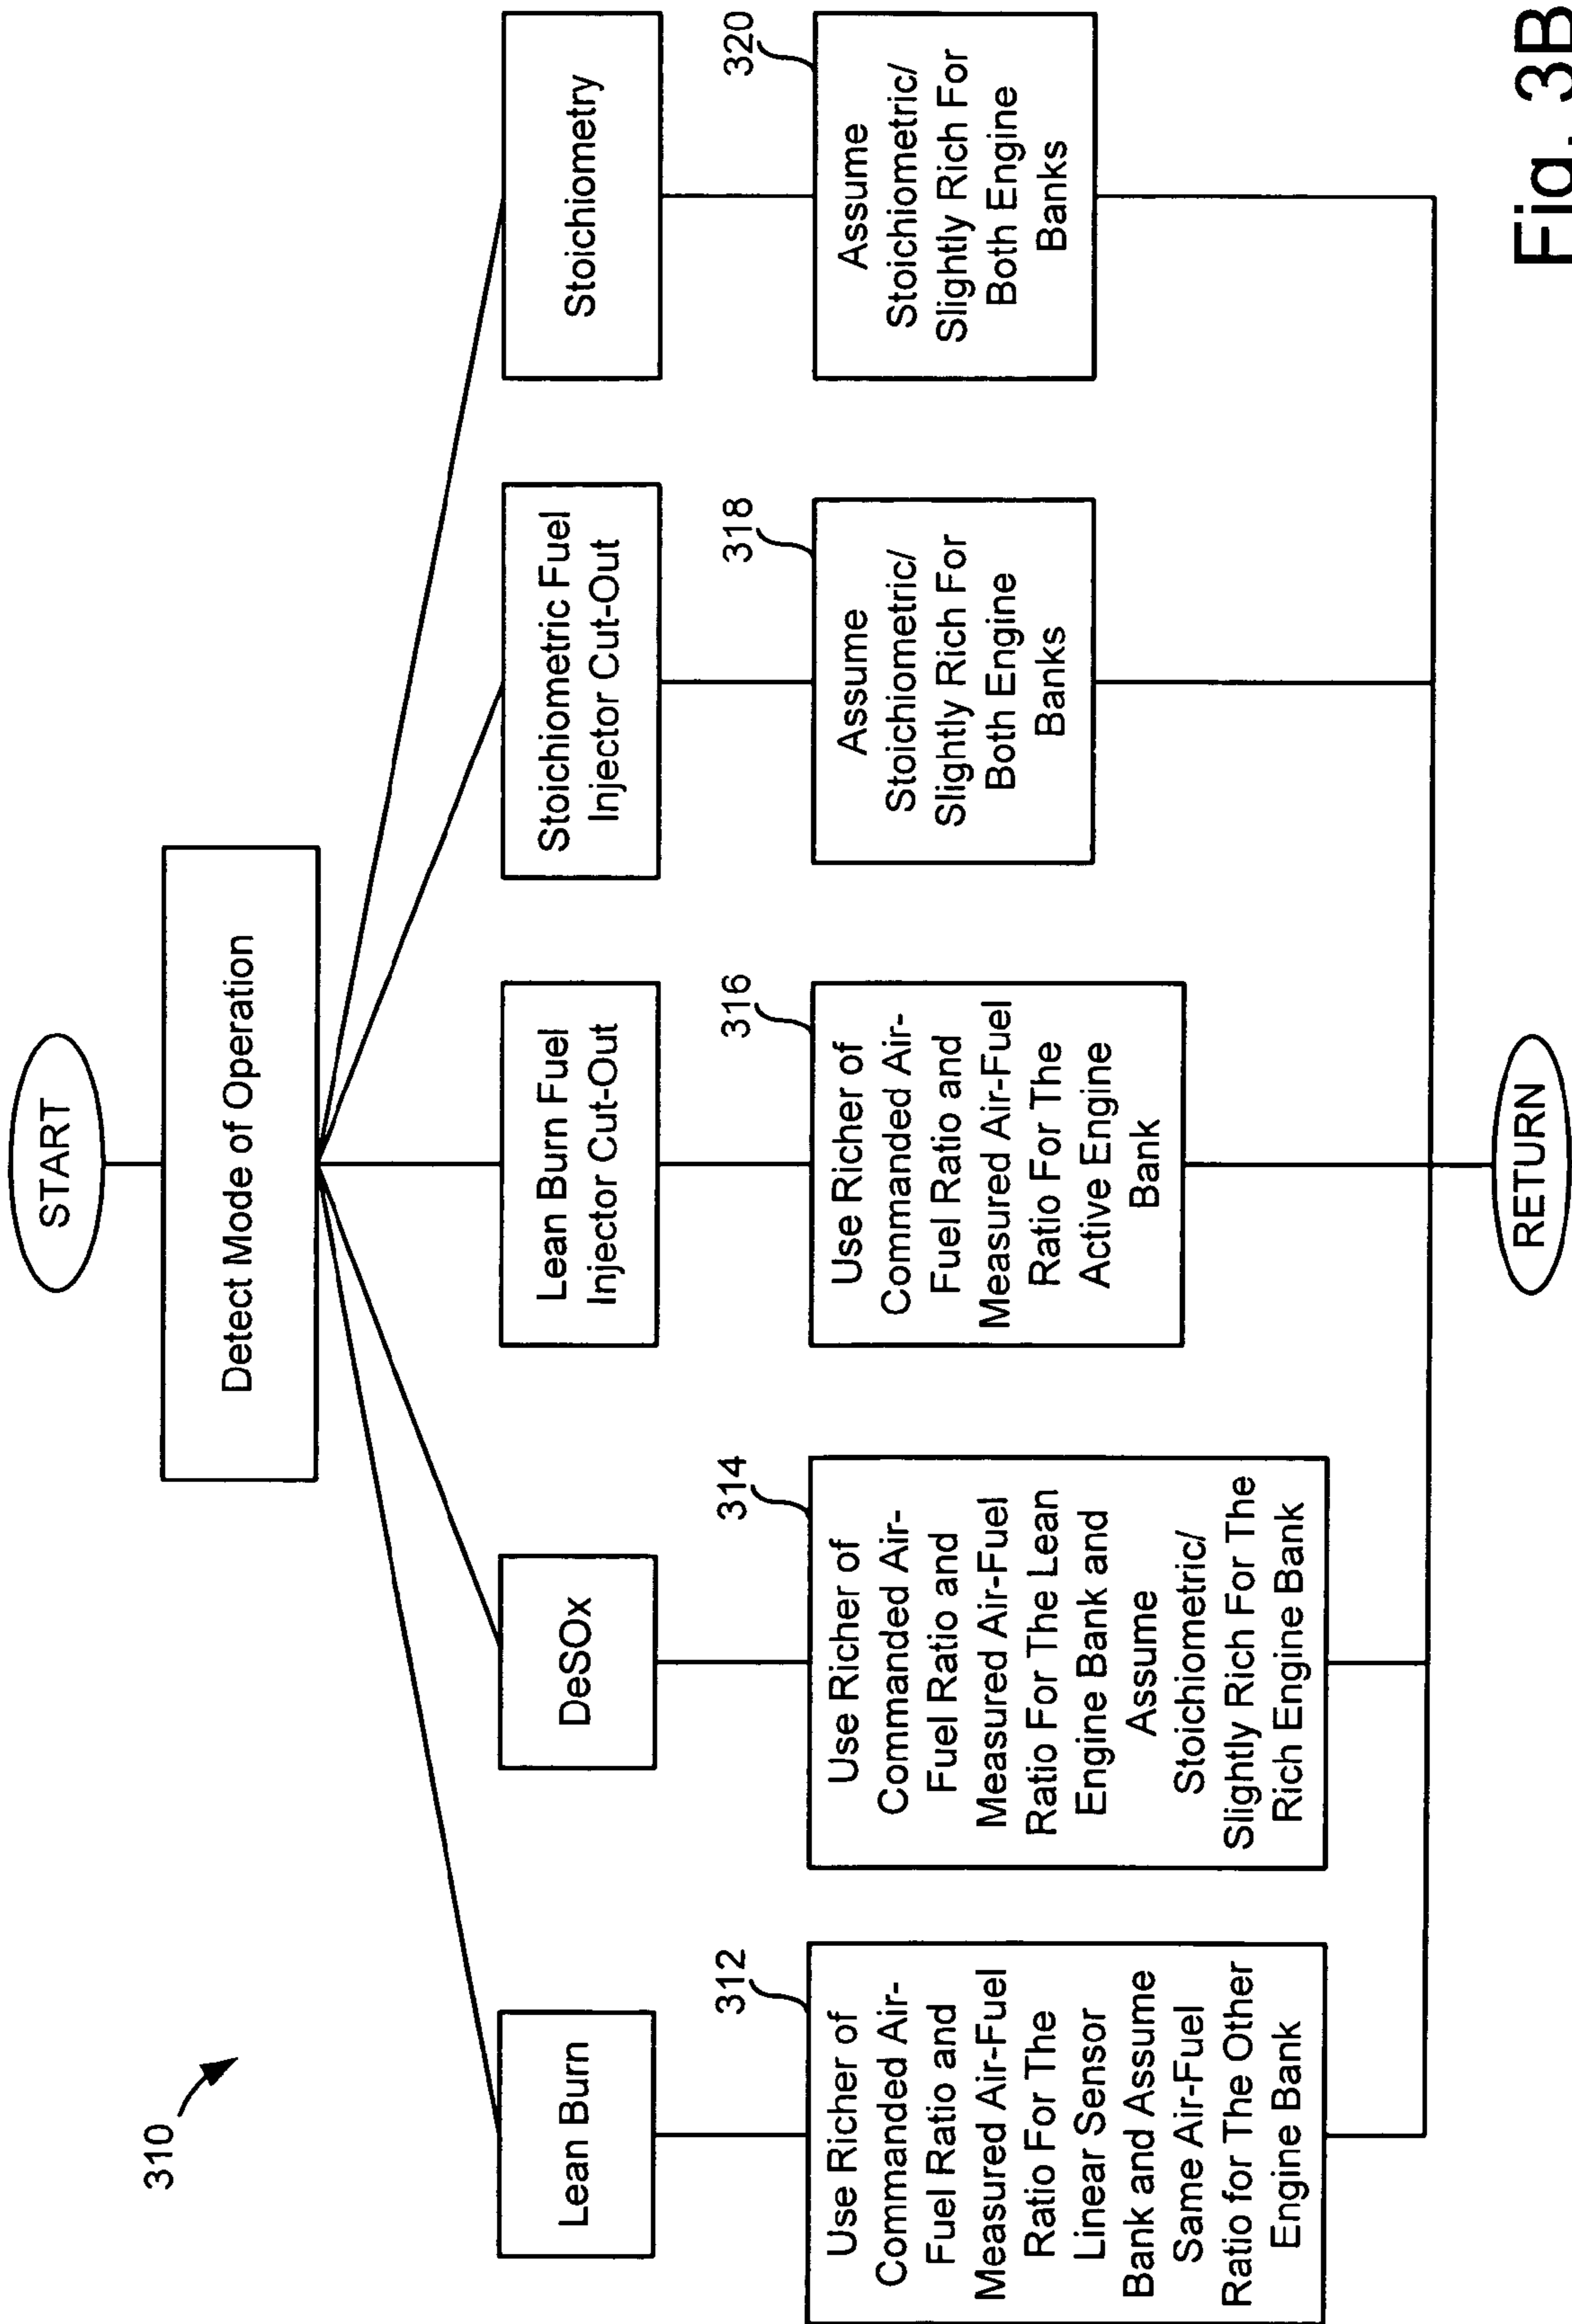 310
START
Detect Mode of Operation
Lean Burn
DeSOx
Lean Burn Fuel
Injector Cut-Out
Stoichiometric Fuel
Injector Cut-Out
Stoichiometry
312
Use Richer of
Commanded Air-
Fuel Ratio and
Measured Air-Fuel
Ratio For The
Linear Sensor
Bank and Assume
Same Air-Fuel
Ratio for The Other
Engine Bank
314
Use Richer of
Commanded Air-
Fuel Ratio and
Measured Air-Fuel
Ratio For The Lean
Engine Bank and
Assume
Stoichiometric/
Slightly Rich For The
Rich Engine Bank
316
Use Richer of
Commanded Air-
Fuel Ratio and
Measured Air-Fuel
Ratio For The
Active Engine
Bank
318
Assume
Stoichiometric/
Slightly Rich For
Both Engine
Banks
320
Assume
Stoichiometric/
Slightly Rich For
Both Engine
Banks
RETURN
Fig. 3B